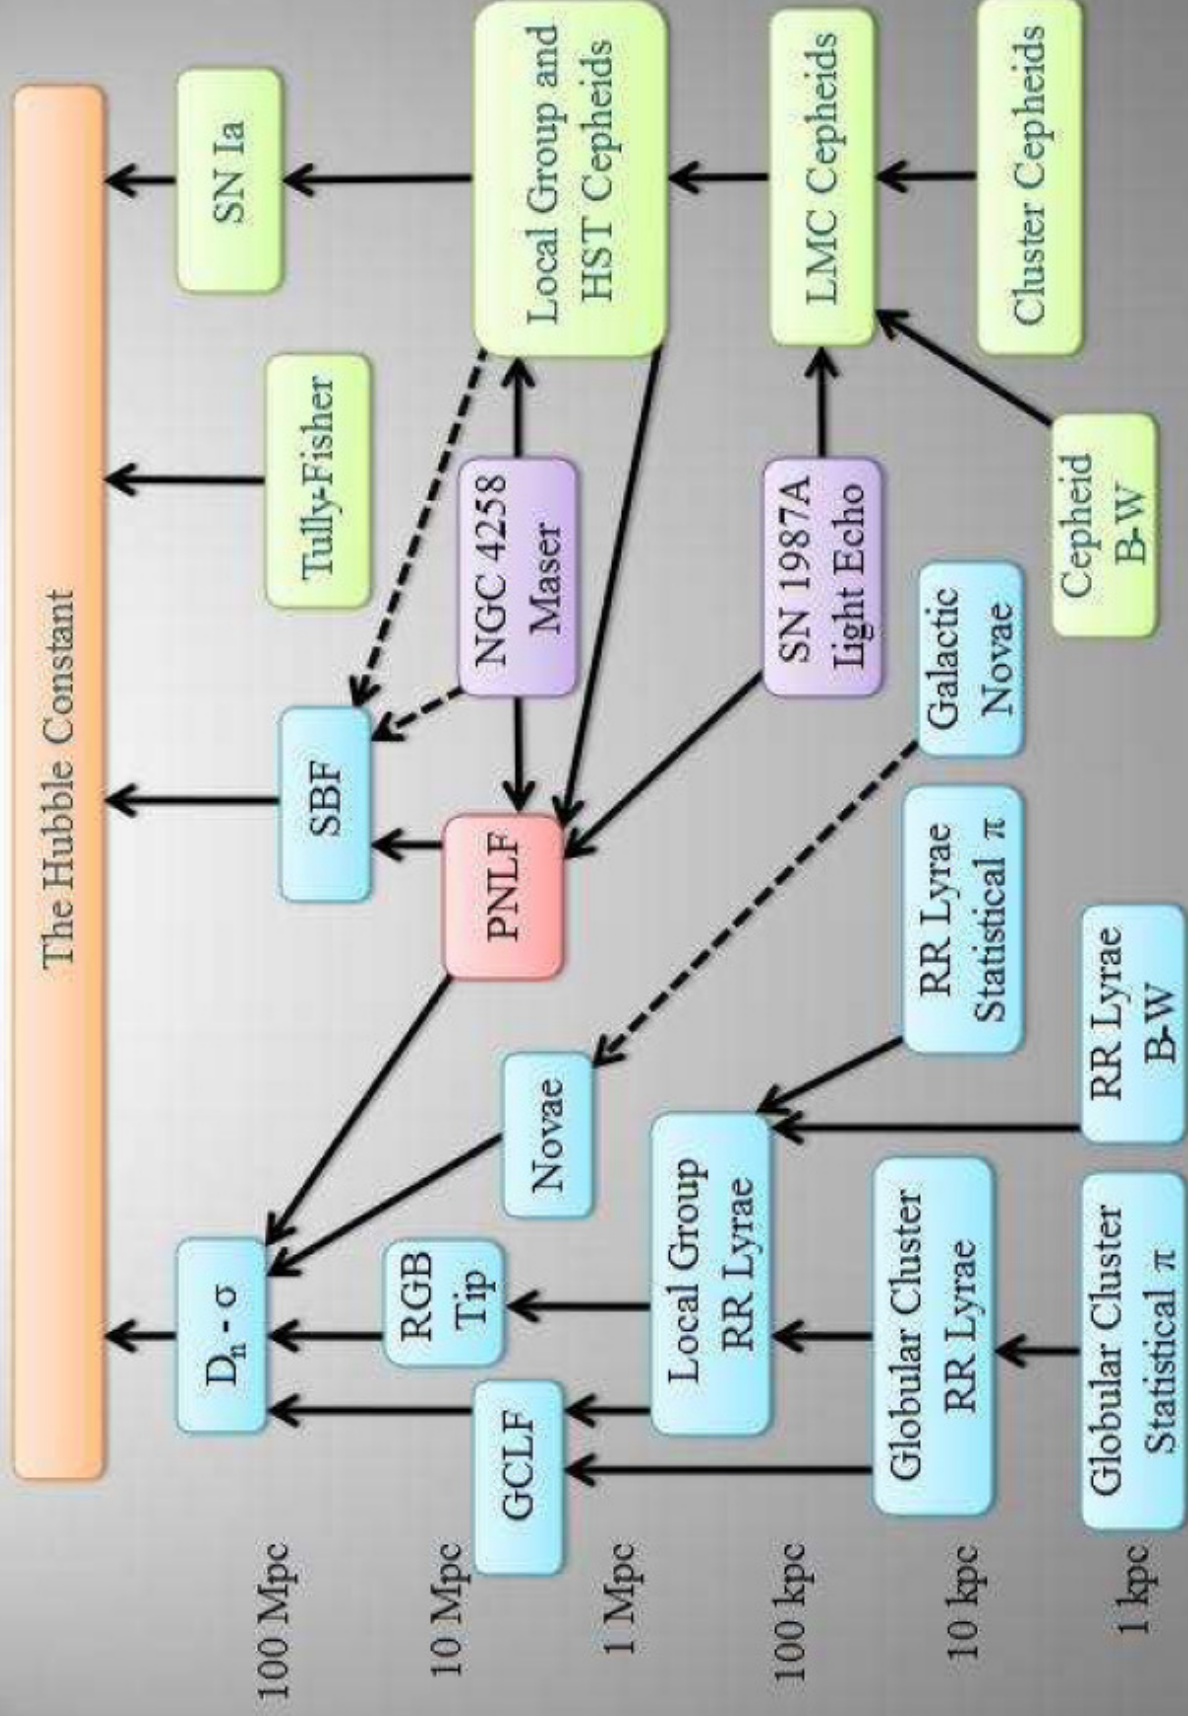 The Hubble Constant
100 Mpc
10 Mpc
1 Mpc
100 kpc
10 kpc
1 kpc
Dₙ - σ
SN Ia
SBF
Tully-Fisher
RGB
Tip
GCLF
Novae
PNLF
NGC 4258
Maser
Local Group and
HST Cepheids
Local Group
RR Lyrae
SN 1987A
Light Echo
LMC Cepheids
Globular Cluster
RR Lyrae
RR Lyrae
Statistical π
Galactic
Novae
Cluster Cepheids
Globular Cluster
Statistical π
RR Lyrae
B-W
Cepheid
B-W